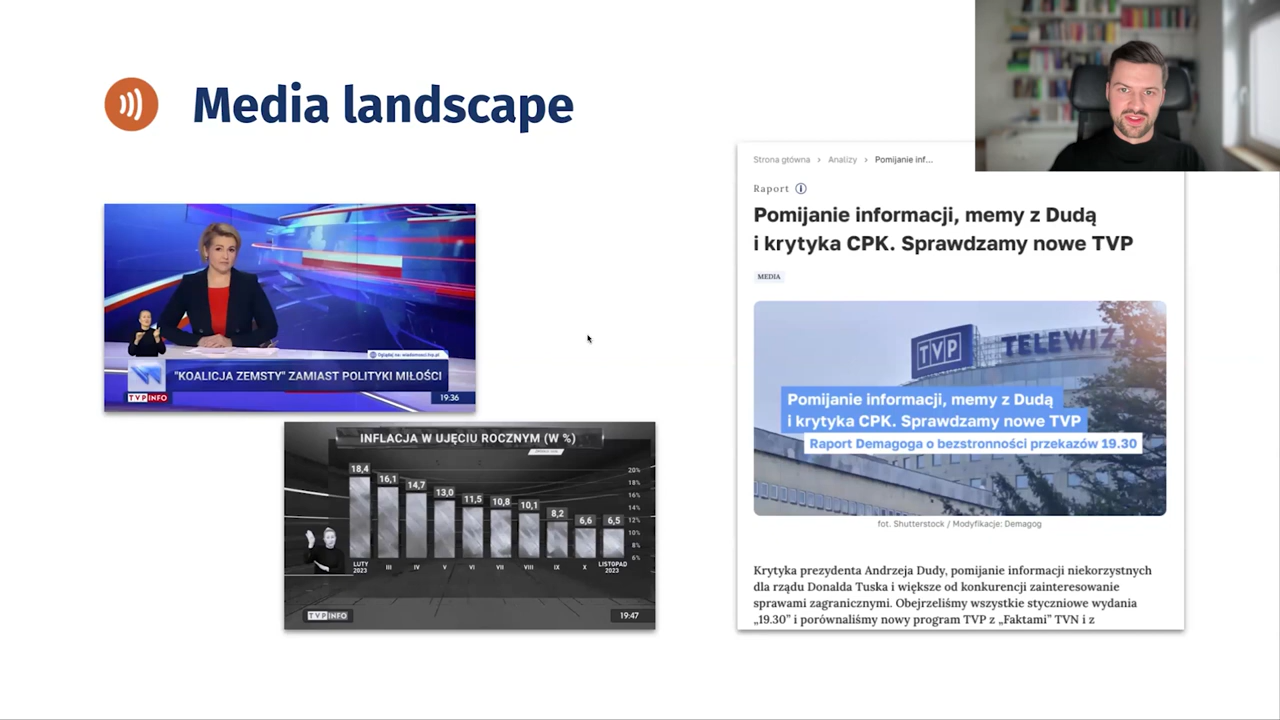 Media landscape
Strona główna › Analizy › Pomijanie inf...
Raport
Pomijanie informacji, memy z Dudą
i krytyka CPK. Sprawdzamy nowe TVP
MEDIA
TVP TELEWIZ
Pomijanie informacji, memy z Dudą
i krytyka CPK. Sprawdzamy nowe TVP
Raport Demagoga o bezstronności przekazów 19.30
fot. Shutterstock / Modyfikacje: Demagog
Krytyka prezydenta Andrzeja Dudy, pomijanie informacji niekorzystnych
dla rządu Donalda Tuska i większe od konkurencji zainteresowanie
sprawami zagranicznymi. Obejrzeliśmy wszystkie styczniowe wydania
„19.30” i porównaliśmy nowy program TVP z „Faktami” TVN i z
"KOALICJA ZEMSTY" ZAMIAST POLITYKI MIŁOŚCI
TVP INFO
19:36
INFLACJA W UJĘCIU ROCZNYM (W %)
18,4 16,1 14,7 13,0 11,5 10,8 10,1 8,2 6,6 6,5
20%
18%
16%
14%
12%
10%
8%
6%
LUTY III IV V VI VII VIII IX X LISTOPAD
2023 2023
TVP INFO
19:47